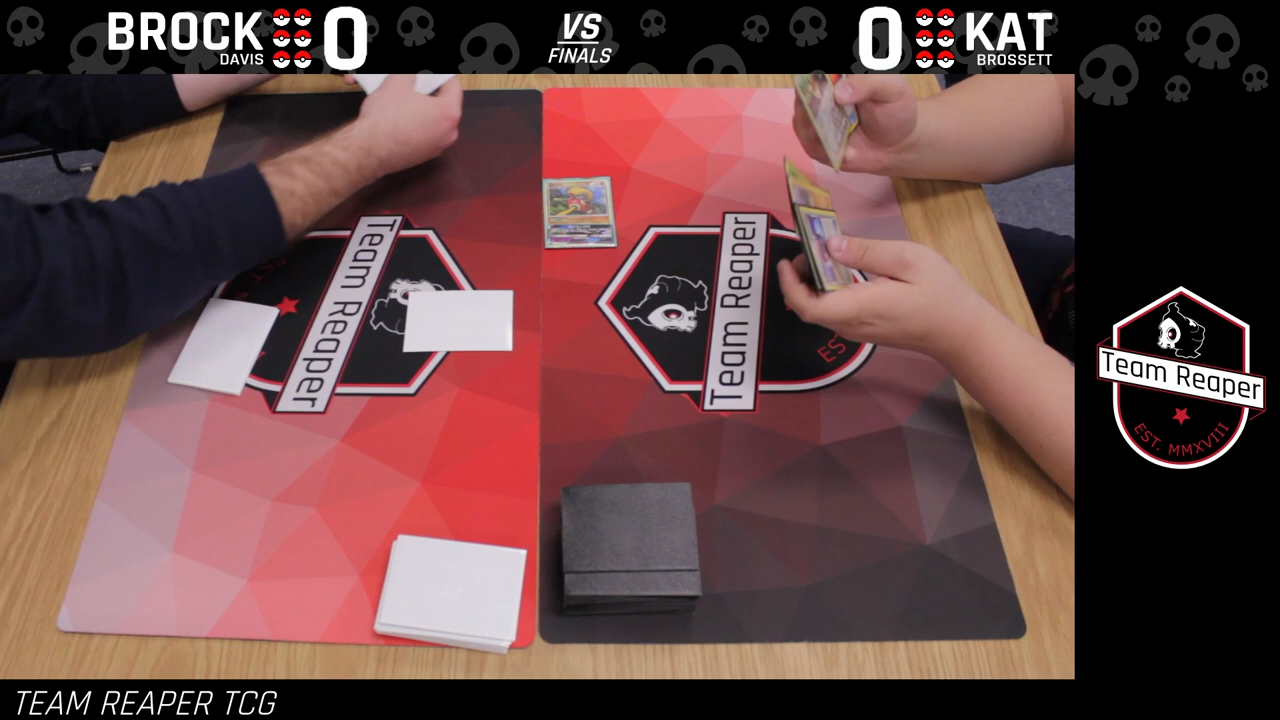 BROCK
DAVIS
0
VS
FINALS
0
KAT
BROSSETT
Team Reaper
Team Reaper
EST.
Team Reaper
EST. MMXVIII
TEAM REAPER TCG